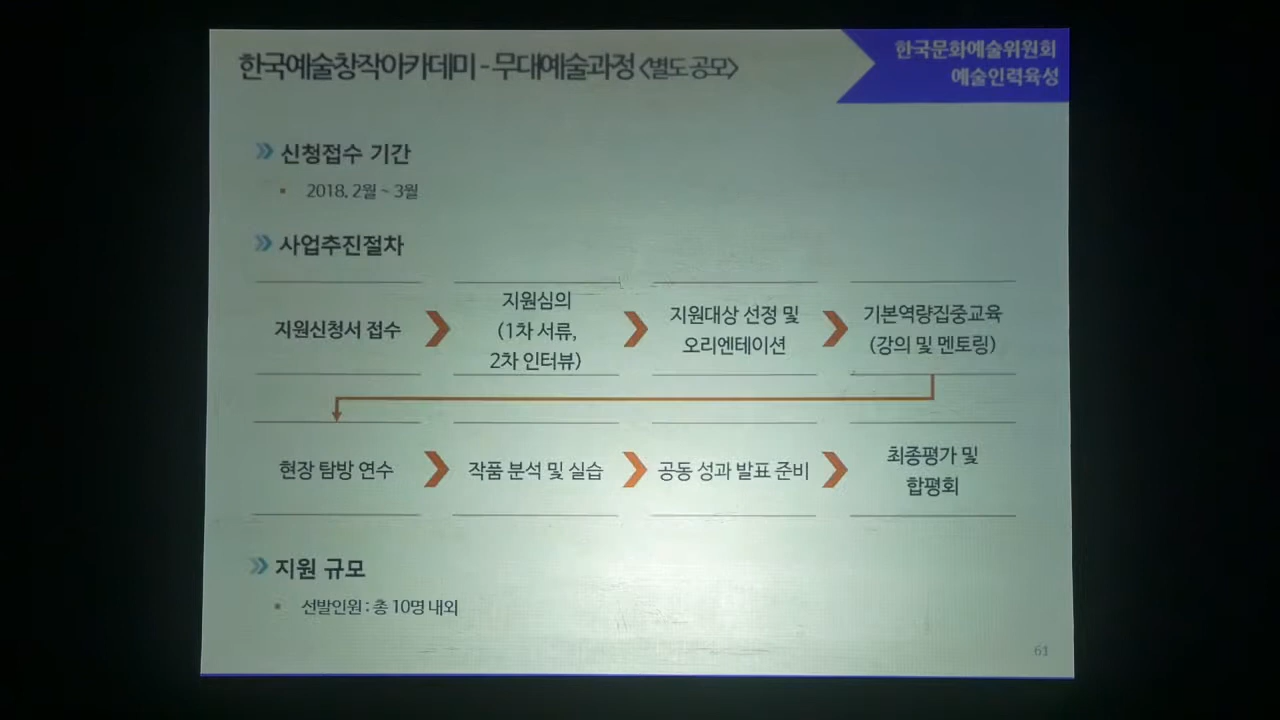 한국예술창작아카데미 - 무대예술과정 <별도 공모>
한국문화예술위원회
예술인력육성
신청접수 기간
2018. 2월 ~ 3월
사업추진절차
지원신청서 접수
지원심의
(1차 서류,
2차 인터뷰)
지원대상 선정 및
오리엔테이션
기본역량집중교육
(강의 및 멘토링)
현장 탐방 연수
작품 분석 및 실습
공동 성과 발표 준비
최종평가 및
합평회
지원 규모
선발인원 : 총 10명 내외
61